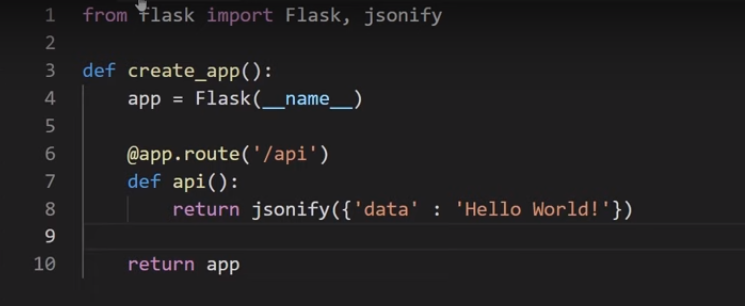 1 from flask import Flask, jsonify
2
3 def create_app():
4     app = Flask(__name__)
5
6     @app.route('/api')
7     def api():
8         return jsonify({'data' : 'Hello World!'})
9
10     return app